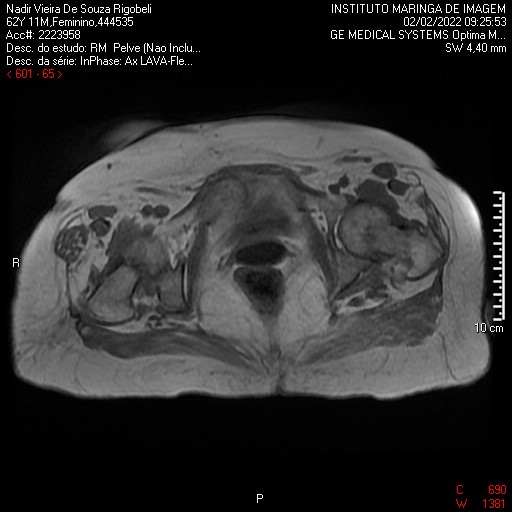 Nadir Vieira De Souza Rigobeli
62Y 11M,Feminino,444535
Acc#: 2223958
Desc. do estudo: RM Pelve (Nao Inclu...
Desc. da série: InPhase: Ax LAVA-Fle...
< 601 - 65 >
INSTITUTO MARINGA DE IMAGEM
02/02/2022 09:25:53
GE MEDICAL SYSTEMS Optima M...
SW 4,40 mm
R
10 cm
P
C 690
W 1381